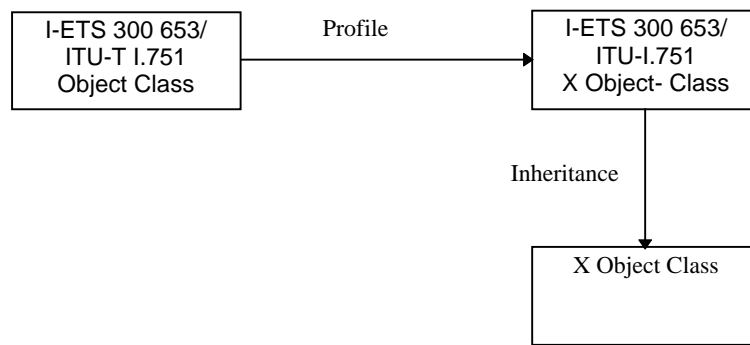 I-ETS 300 653/
ITU-T I.751
Object Class
Profile
I-ETS 300 653/
ITU-I.751
X Object- Class
Inheritance
X Object Class